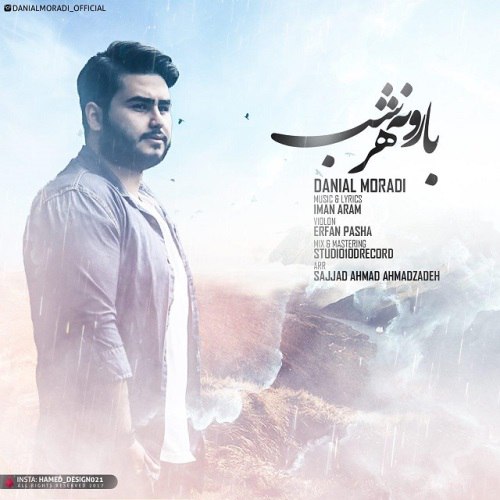 DANIALMORADI_OFFICIAL
بارونه هر شب
DANIAL MORADI
MUSIC & LYRICS
IMAN ARAM
VIOLON
ERFAN PASHA
MIX & MASTERING
STUDIODDRECORD
ARR
SAJJAD AHMAD AHMADZADEH
INSTA: HAMED_DESIGN021
ALL RIGHTS RESERVED 2017